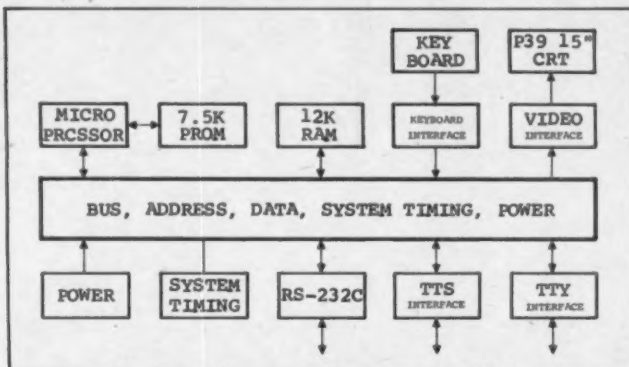 KEY
BOARD
P39 15"
CRT
MICRO
PRCSSOR
7.5K
PROM
12K
RAM
KEYBOARD
INTERFACE
VIDEO
INTERFACE
BUS, ADDRESS, DATA, SYSTEM TIMING, POWER
POWER
SYSTEM
TIMING
RS-232C
TTS
INTERFACE
TTY
INTERFACE